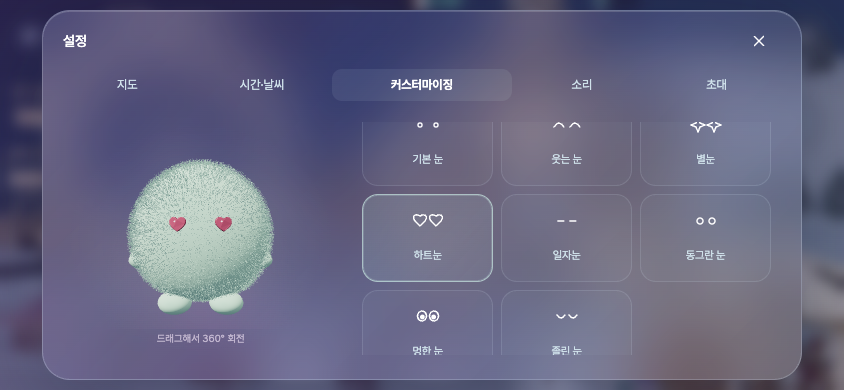 설정
지도
시간·날씨
커스터마이징
소리
초대
기본 눈
웃는 눈
별눈
하트눈
일자눈
동그란 눈
멍한 눈
졸린 눈
드래그해서 360° 회전